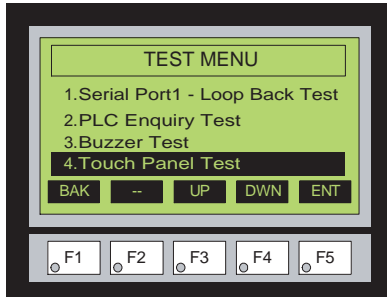 TEST MENU
1.Serial Port1 - Loop Back Test
2.PLC Enquiry Test
3.Buzzer Test
4.Touch Panel Test
BAK -- UP DWN ENT
F1 F2 F3 F4 F5